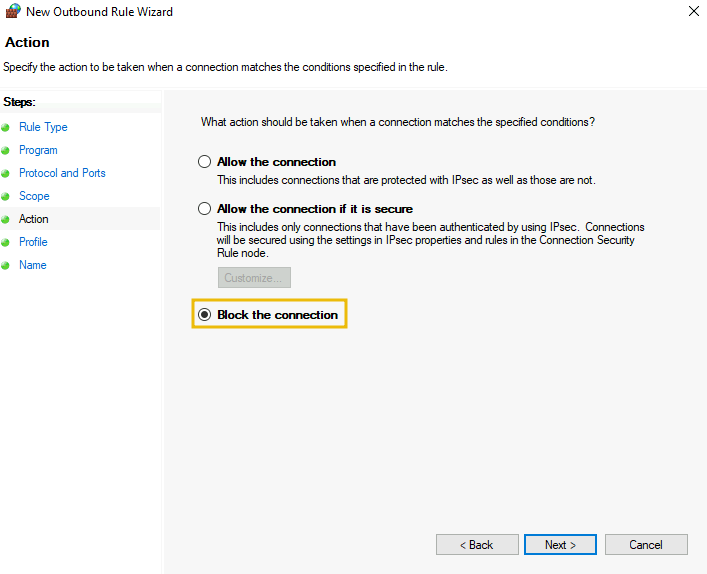 New Outbound Rule Wizard
Action
Specify the action to be taken when a connection matches the conditions specified in the rule.
Steps:
Rule Type
Program
Protocol and Ports
Scope
Action
Profile
Name
What action should be taken when a connection matches the specified conditions?
Allow the connection
This includes connections that are protected with IPsec as well as those are not.
Allow the connection if it is secure
This includes only connections that have been authenticated by using IPsec. Connections
will be secured using the settings in IPsec properties and rules in the Connection Security
Rule node.
Customize...
Block the connection
< Back
Next >
Cancel